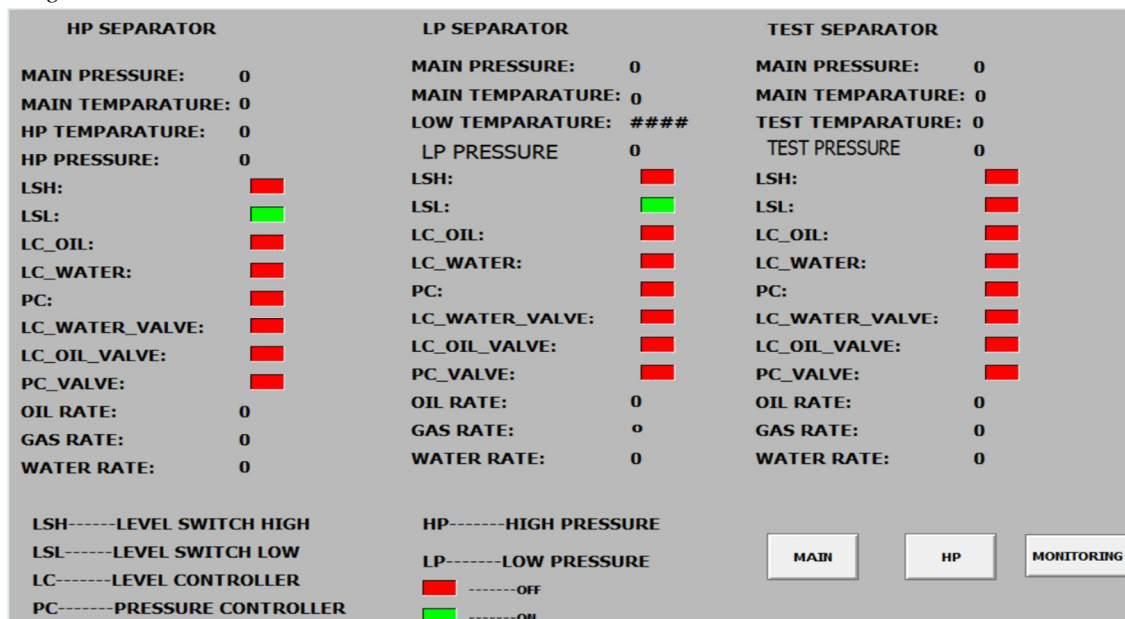 HP SEPARATOR
MAIN PRESSURE: 0
MAIN TEMPARATURE: 0
HP TEMPARATURE: 0
HP PRESSURE: 0
LSH:
LSL:
LC_OIL:
LC_WATER:
PC:
LC_WATER_VALVE:
LC_OIL_VALVE:
PC_VALVE:
OIL RATE: 0
GAS RATE: 0
WATER RATE: 0
LP SEPARATOR
MAIN PRESSURE: 0
MAIN TEMPARATURE: 0
LOW TEMPARATURE: ####
LP PRESSURE 0
LSH:
LSL:
LC_OIL:
LC_WATER:
PC:
LC_WATER_VALVE:
LC_OIL_VALVE:
PC_VALVE:
OIL RATE: 0
GAS RATE: 0
WATER RATE: 0
TEST SEPARATOR
MAIN PRESSURE: 0
MAIN TEMPARATURE: 0
TEST TEMPARATURE: 0
TEST PRESSURE 0
LSH:
LSL:
LC_OIL:
LC_WATER:
PC:
LC_WATER_VALVE:
LC_OIL_VALVE:
PC_VALVE:
OIL RATE: 0
GAS RATE: 0
WATER RATE: 0
LSH------LEVEL SWITCH HIGH
LSL------LEVEL SWITCH LOW
LC-------LEVEL CONTROLLER
PC-------PRESSURE CONTROLLER
HP-------HIGH PRESSURE
LP-------LOW PRESSURE
-------OFF
-------ON
MAIN
HP
MONITORING